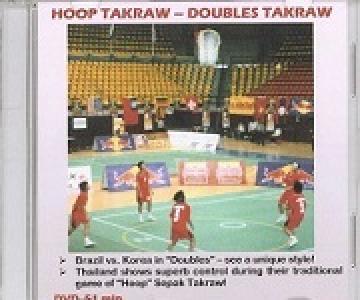 HOOP TAKRAW – DOUBLES TAKRAW
➤ Brazil vs. Korea in "Doubles" – see a unique style!
➤ Thailand shows superb control during their traditional
game of "Hoop" Sepak Takraw!
DVD-51 min